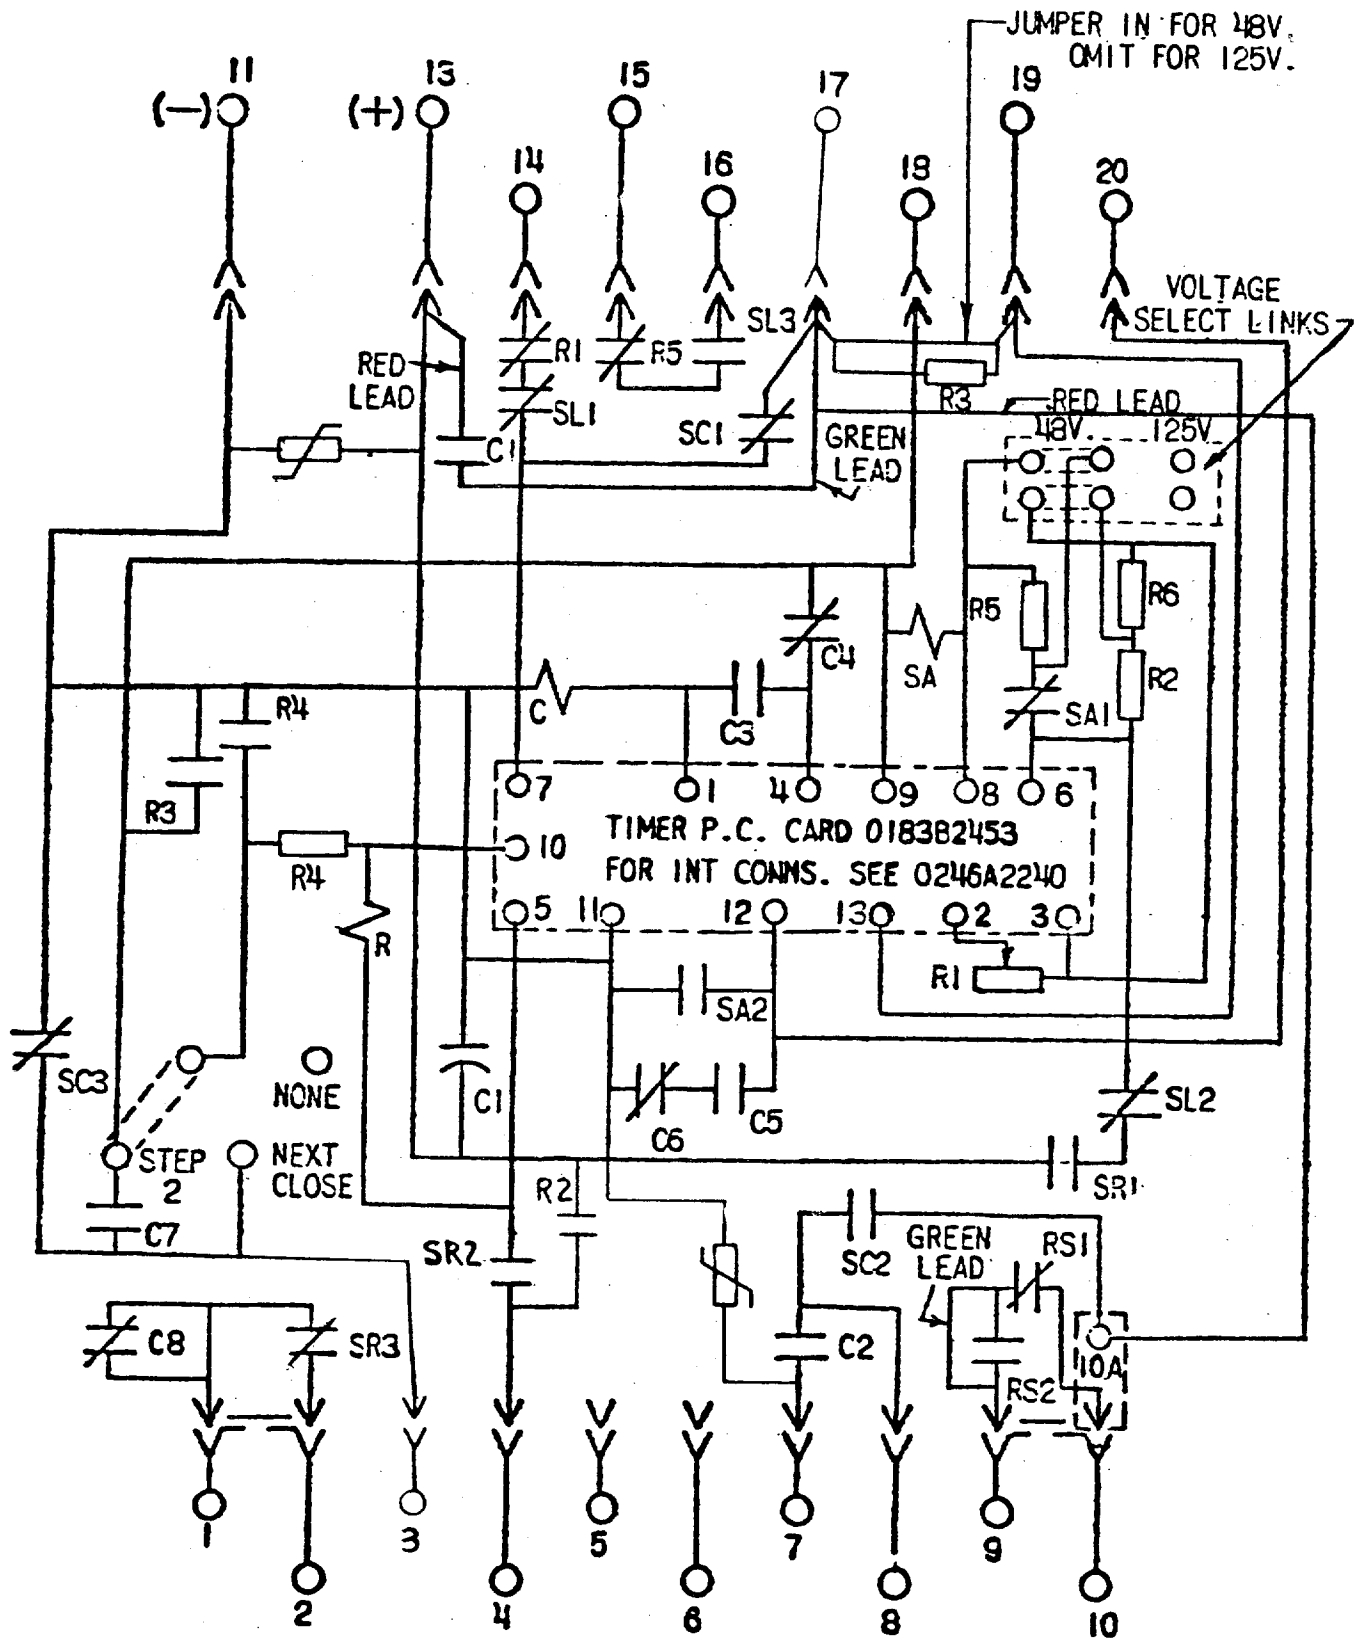 JUMPER IN FOR 48V.
OMIT FOR 125V.
11
13
15
17
19
(—)
(+)
14
16
18
20
VOLTAGE
SELECT LINKS
SL3
R1
R5
RED
LEAD
R3
SL1
RED LEAD
48V.
125V
SC1
C1
GREEN
LEAD
R5
R6
C4
SA
R2
R4
C
C3
SA1
7
1
4
9
8
6
R3
TIMER P.C. CARD 0183B2453
10
FOR INT CONNS. SEE 0246A2240
R4
5
11
12
13
2
3
R
R1
SA2
SC3
NONE
C1
C6
C5
SL2
STEP
2
NEXT
CLOSE
R2
SR1
C7
SR2
SC2
GREEN
LEAD
RS1
C8
SR3
C2
10A
RS2
1
3
5
7
9
2
4
6
8
10